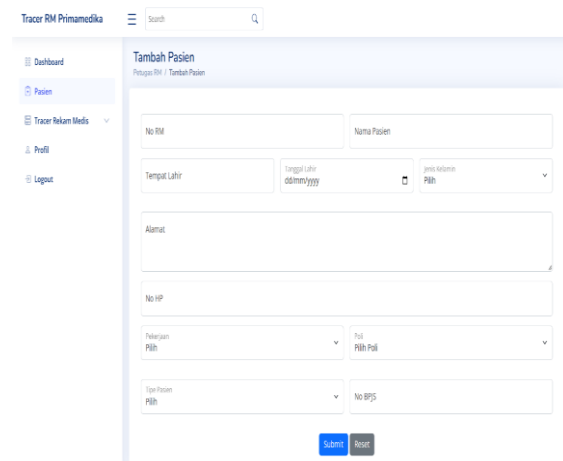 Tracer RM Primamedika
Search
Dashboard
Pasien
Tracer Rekam Medis
Profil
Logout
Tambah Pasien
Petugas RM / Tambah Pasien
No RM
Nama Pasien
Tempat Lahir
Tanggal Lahir
dd/mm/yyyy
Jenis Kelamin
Pilih
Alamat
No HP
Pekerjaan
Pilih
Poli
Pilih Poli
Tipe Pasien
Pilih
No BPJS
Submit
Reset